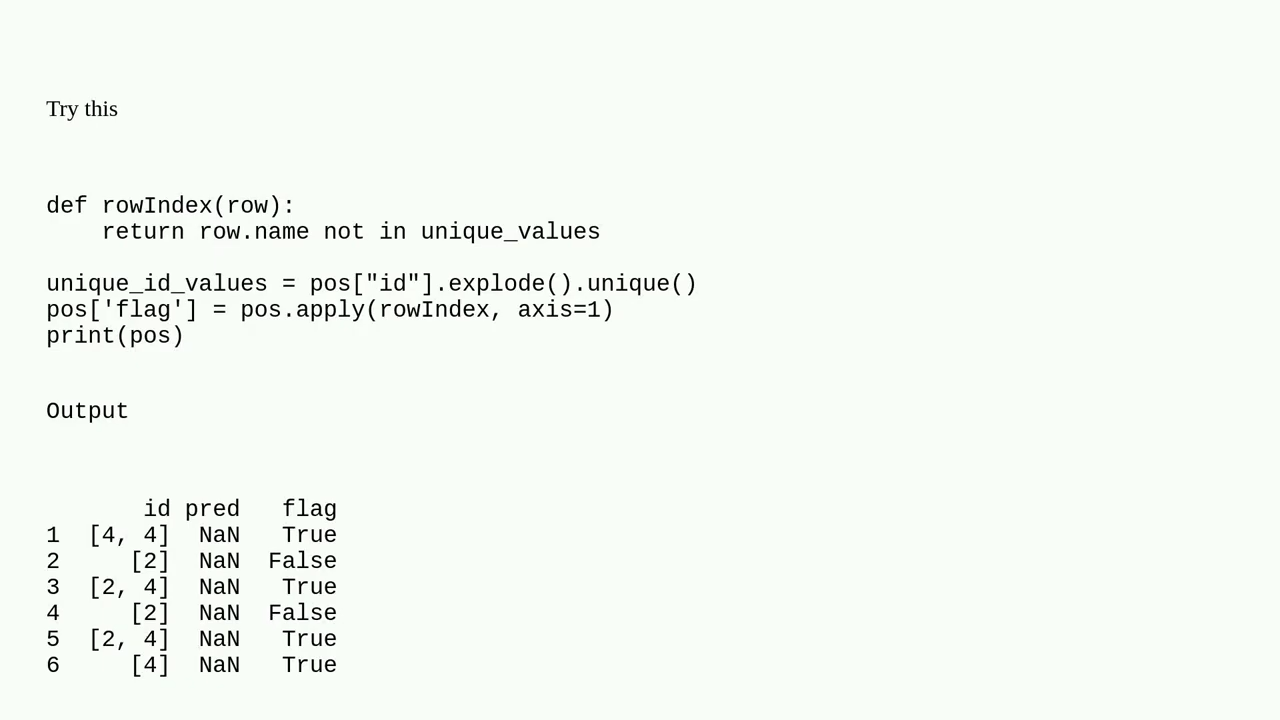 Try this
def rowIndex(row):
    return row.name not in unique_values
unique_id_values = pos["id"].explode().unique()
pos['flag'] = pos.apply(rowIndex, axis=1)
print(pos)
Output
       id pred   flag
1  [4, 4]  NaN   True
2     [2]  NaN  False
3  [2, 4]  NaN   True
4     [2]  NaN  False
5  [2, 4]  NaN   True
6     [4]  NaN   True